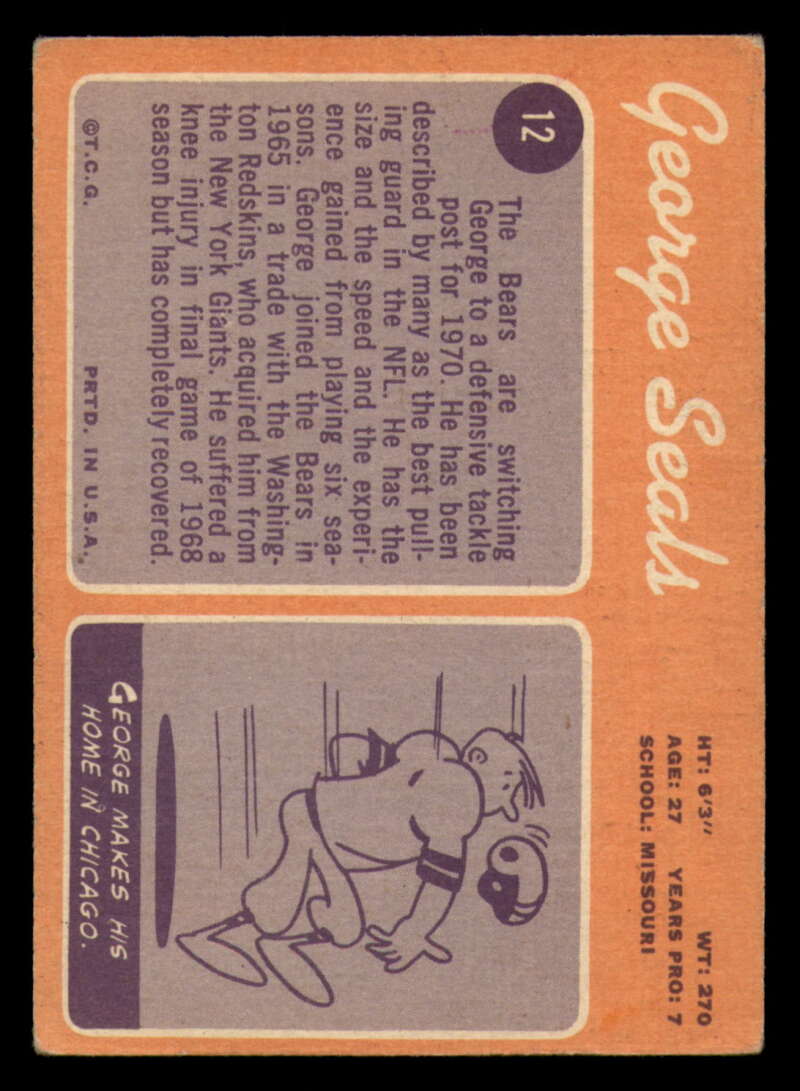 George Seals
HT: 6'3" WT: 270
AGE: 27 YEARS PRO: 7
SCHOOL: MISSOURI
12
The Bears are switching
George to a defensive tackle
post for 1970. He has been
described by many as the best pull-
ing guard in the NFL. He has the
size and the speed and the experi-
ence gained from playing six sea-
sons. George joined the Bears in
1965 in a trade with the Washing-
ton Redskins, who acquired him from
the New York Giants. He suffered a
knee injury in final game of 1968
season but has completely recovered.
©T.C.G. PRTD. IN U.S.A.
GEORGE MAKES HIS
HOME IN CHICAGO.